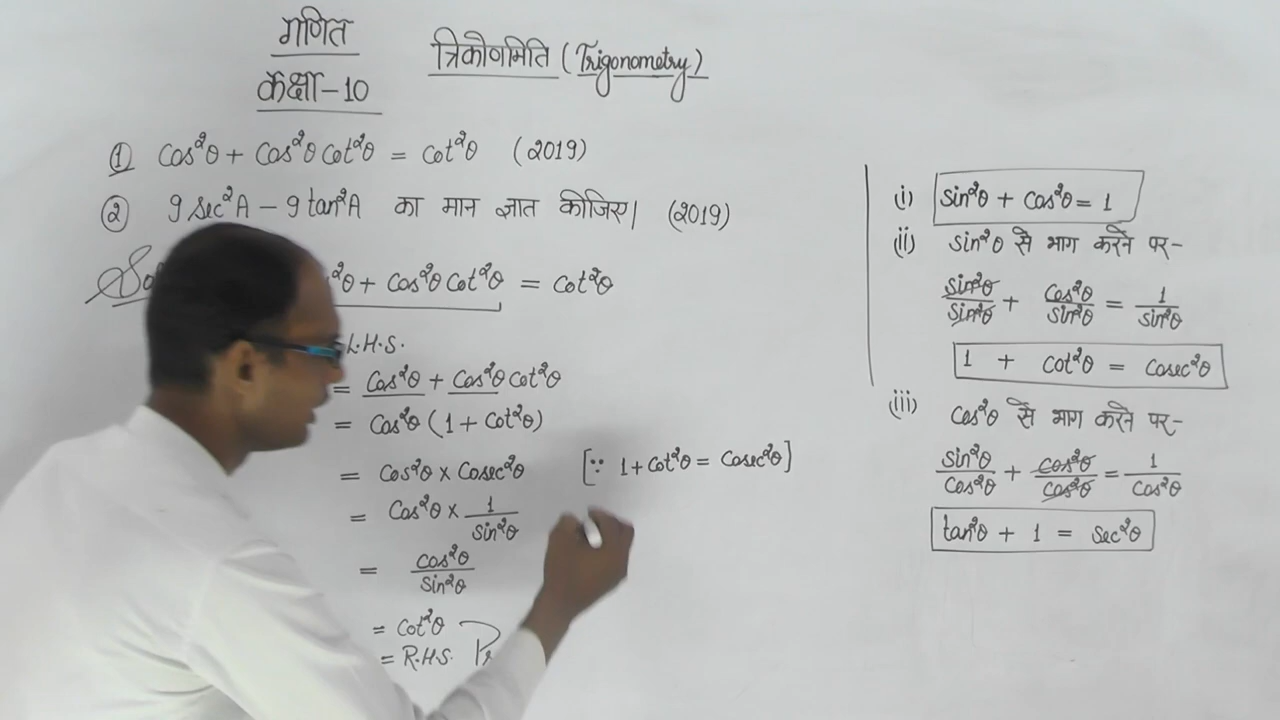 गणित
कक्षा-10
त्रिकोणमिति (Trigonometry)
① Cos²θ + Cos²θ Cot²θ = Cot²θ (2019)
② 9 Sec²A - 9 tan²A का मान ज्ञात कीजिए। (2019)
²θ + Cos²θ Cot²θ = Cot²θ
L.H.S.
= Cos²θ + Cos²θ Cot²θ
= Cos²θ (1 + Cot²θ)
= Cos²θ × Cosec²θ [∵ 1 + Cot²θ = Cosec²θ]
= Cos²θ × 1/Sin²θ
= Cos²θ/Sin²θ
= Cot²θ
= R.H.S.
(i) Sin²θ + Cos²θ = 1
(ii) Sin²θ से भाग करने पर-
Sin²θ/Sin²θ + Cos²θ/Sin²θ = 1/Sin²θ
1 + Cot²θ = Cosec²θ
(iii) Cos²θ से भाग करने पर-
Sin²θ/Cos²θ + Cos²θ/Cos²θ = 1/Cos²θ
tan²θ + 1 = Sec²θ